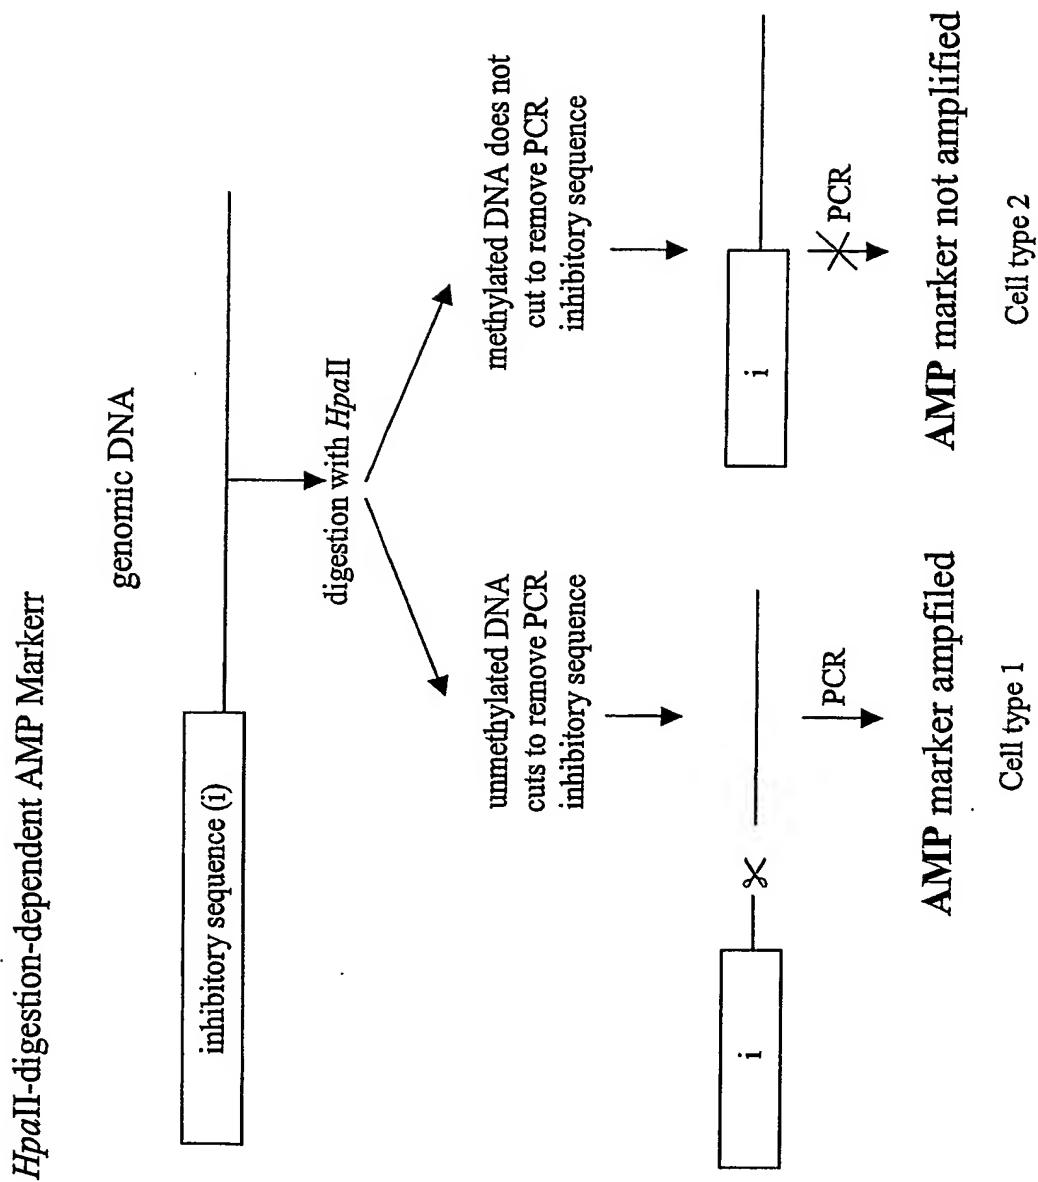 HpaII-digestion-dependent AMP Markerr
genomic DNA
inhibitory sequence (i)
digestion with HpaII
unmethylated DNA
cuts to remove PCR
inhibitory sequence
methylated DNA does not
cut to remove PCR
inhibitory sequence
i
i
PCR
PCR
AMP marker ampfiled
AMP marker not amplified
Cell type 1
Cell type 2